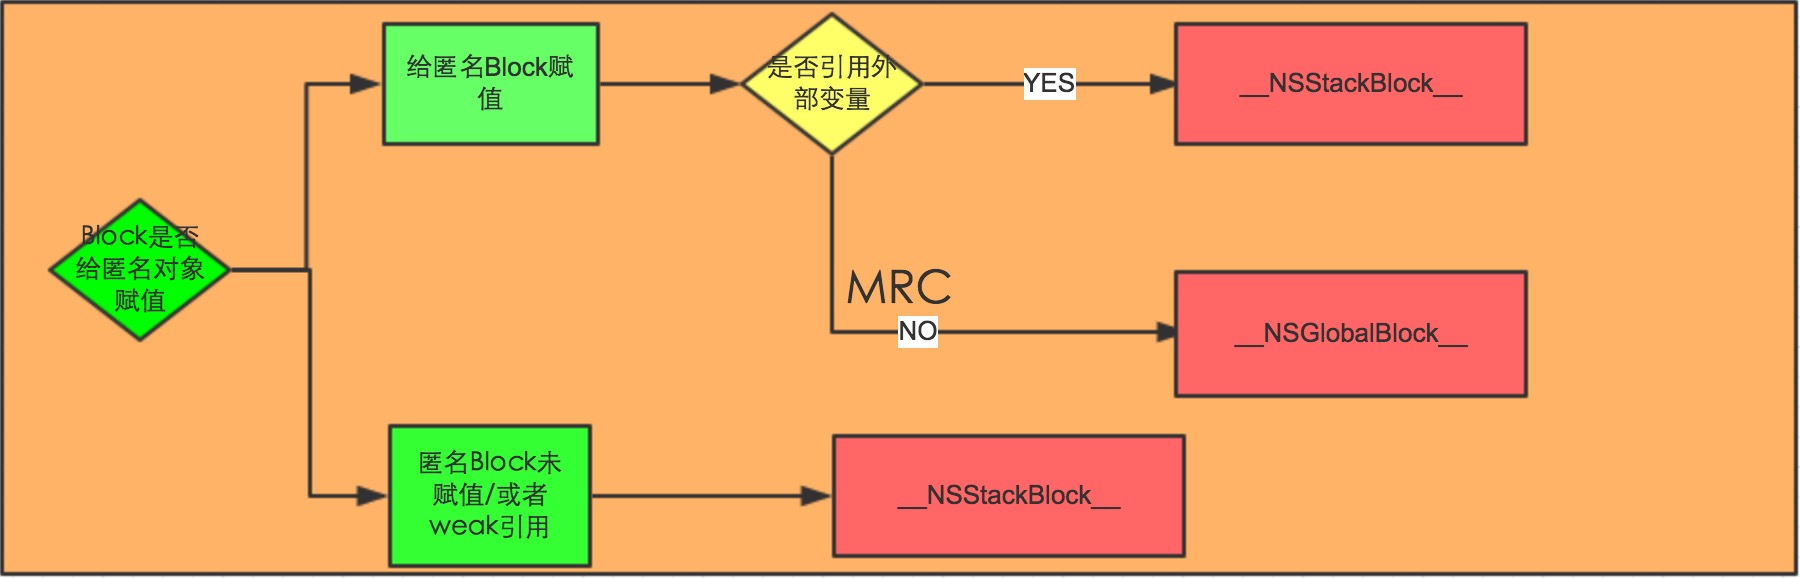 给匿名Block赋
值
是否引用外
部变量
YES
__NSStackBlock__
Block是否
给匿名对象
赋值
MRC
NO
__NSGlobalBlock__
匿名Block未
赋值/或者
weak引用
__NSStackBlock__